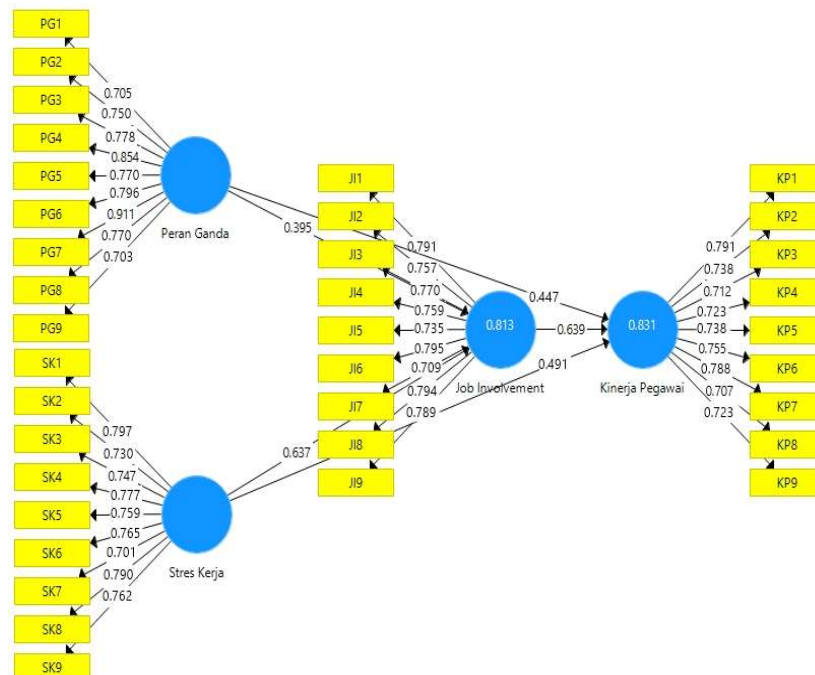 PG1
PG2
PG3
PG4
PG5
PG6
PG7
PG8
PG9
0.705
0.750
0.778
0.854
0.770
0.796
0.911
0.770
0.703
Peran Ganda
SK1
SK2
SK3
SK4
SK5
SK6
SK7
SK8
SK9
0.797
0.730
0.747
0.777
0.759
0.765
0.701
0.790
0.762
Stres Kerja
0.395
0.637
0.447
0.491
0.639
JI1
JI2
JI3
JI4
JI5
JI6
JI7
JI8
JI9
0.791
0.757
0.770
0.759
0.735
0.795
0.709
0.794
0.789
0.813
Job Involvement
0.831
Kinerja Pegawai
0.791
0.738
0.712
0.723
0.738
0.755
0.788
0.707
0.723
KP1
KP2
KP3
KP4
KP5
KP6
KP7
KP8
KP9